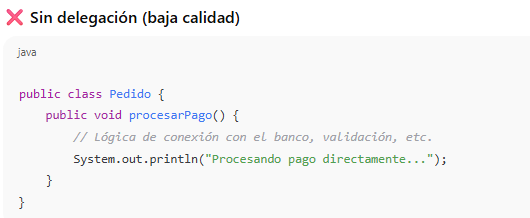 ❌ Sin delegación (baja calidad)
java
public class Pedido {
    public void procesarPago() {
        // Lógica de conexión con el banco, validación, etc.
        System.out.println("Procesando pago directamente...");
    }
}